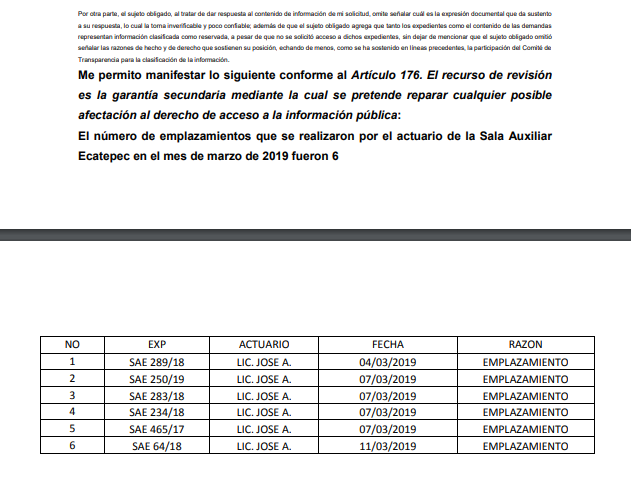 Por otra parte, el sujeto obligado, al tratar de dar respuesta al contenido de información de mi solicitud, omite señalar cuál es la expresión documental que da sustento
a su respuesta, lo cual la torna inverificable y poco confiable; además de que el sujeto obligado agrega que tanto los expedientes como el contenido de las demandas
representan información clasificada como reservada, a pesar de que no se solicitó acceso a dichos expedientes, sin dejar de mencionar que el sujeto obligado omitió
señalar las razones de hecho y de derecho que sostienen su posición, echando de menos, como se ha sostenido en líneas precedentes, la participación del Comité de
Transparencia para la clasificación de la información.
Me permito manifestar lo siguiente conforme al Artículo 176. El recurso de revisión
es la garantía secundaria mediante la cual se pretende reparar cualquier posible
afectación al derecho de acceso a la información pública:
El número de emplazamientos que se realizaron por el actuario de la Sala Auxiliar
Ecatepec en el mes de marzo de 2019 fueron 6
NO EXP ACTUARIO FECHA RAZON
1 SAE 289/18 LIC. JOSE A. 04/03/2019 EMPLAZAMIENTO
2 SAE 250/19 LIC. JOSE A. 07/03/2019 EMPLAZAMIENTO
3 SAE 283/18 LIC. JOSE A. 07/03/2019 EMPLAZAMIENTO
4 SAE 234/18 LIC. JOSE A. 07/03/2019 EMPLAZAMIENTO
5 SAE 465/17 LIC. JOSE A. 07/03/2019 EMPLAZAMIENTO
6 SAE 64/18 LIC. JOSE A. 11/03/2019 EMPLAZAMIENTO